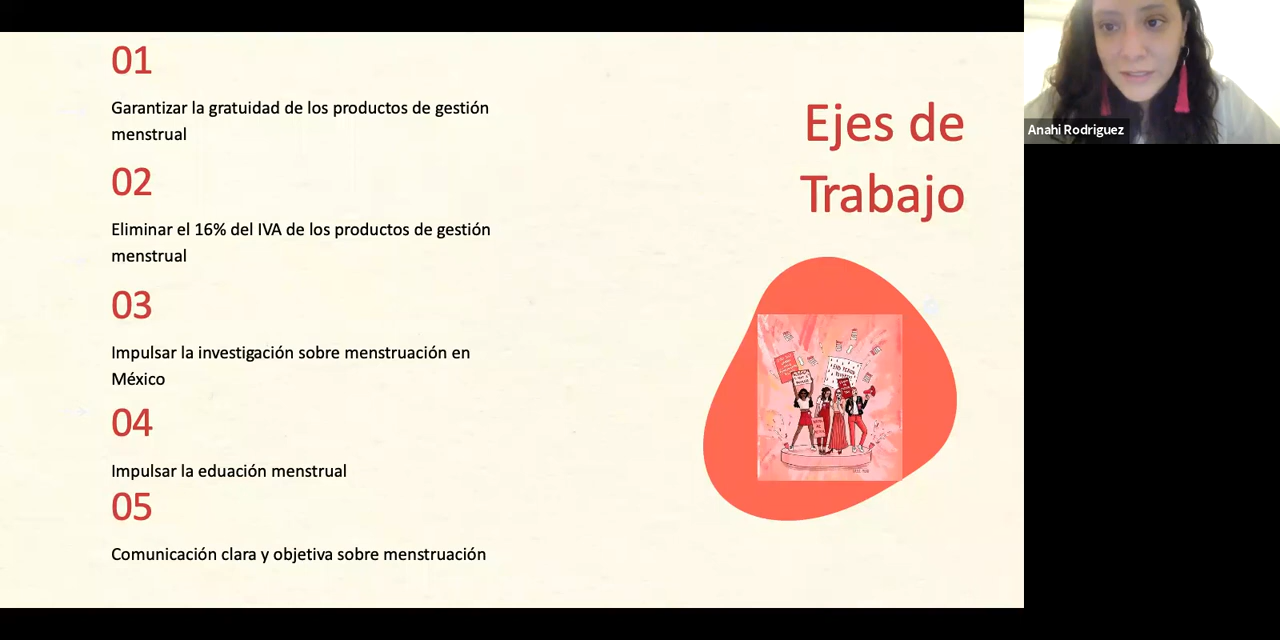 01
Garantizar la gratuidad de los productos de gestión
menstrual
02
Eliminar el 16% del IVA de los productos de gestión
menstrual
03
Impulsar la investigación sobre menstruación en
México
04
Impulsar la eduación menstrual
05
Comunicación clara y objetiva sobre menstruación
Ejes de
Trabajo
Anahi Rodriguez